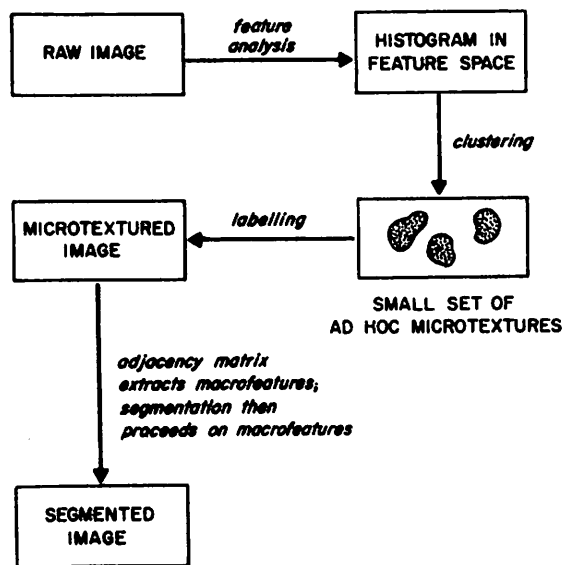 RAW IMAGE
feature
analysis
HISTOGRAM IN
FEATURE SPACE
clustering
SMALL SET OF
AD HOC MICROTEXTURES
labelling
MICROTEXTURED
IMAGE
adjacency matrix
extracts macrofeatures;
segmentation then
proceeds on macrofeatures
SEGMENTED
IMAGE